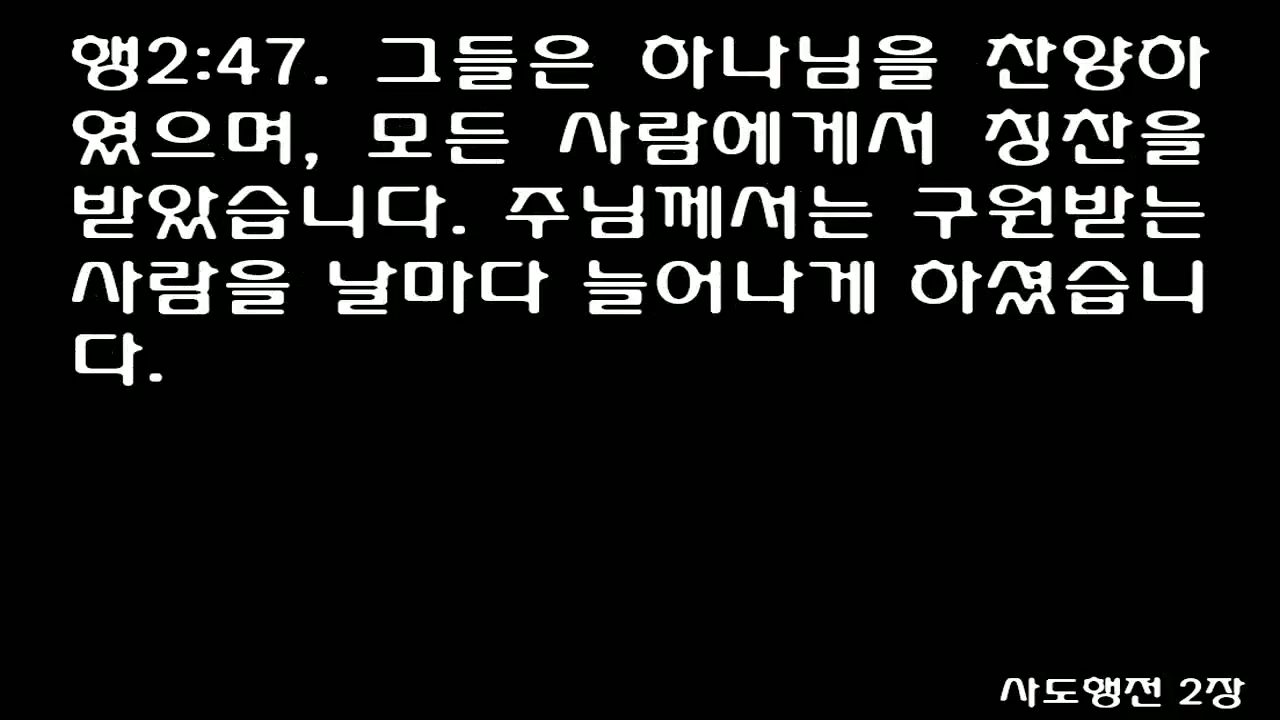 행2:47. 그들은 하나님을 찬양하
였으며, 모든 사람에게서 칭찬을
받았습니다. 주님께서는 구원받는
사람을 날마다 늘어나게 하셨습니
다.
사도행전 2장